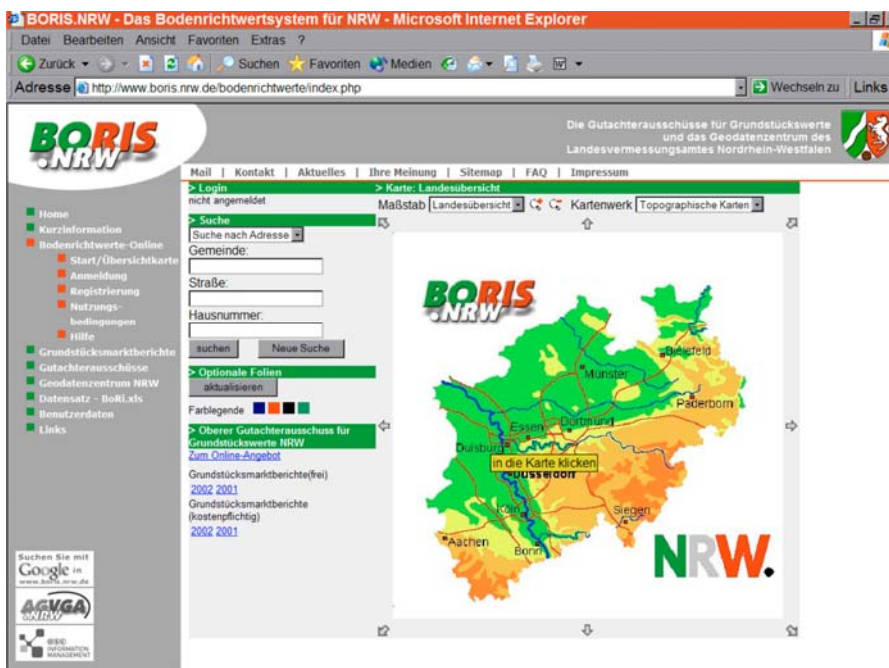 BORIS.NRW - Das Bodenrichtwertsystem für NRW - Microsoft Internet Explorer
Datei Bearbeiten Ansicht Favoriten Extras ?
Zurück Suchen Favoriten Medien
Adresse http://www.boris.nrw.de/bodenrichtwerte/index.php Wechseln zu Links
BORIS
.NRW
Die Gutachterausschüsse für Grundstückswerte
und das Geodatenzentrum des
Landesvermessungsamtes Nordrhein-Westfalen
Mail | Kontakt | Aktuelles | Ihre Meinung | Sitemap | FAQ | Impressum
Home
Kurzinformation
Bodenrichtwerte-Online
Start/Übersichtkarte
Anmeldung
Registrierung
Nutzungs-
bedingungen
Hilfe
Grundstücksmarktberichte
Gutachterausschüsse
Geodatenzentrum NRW
Datensatz - BoRi.xls
Benutzerdaten
Links
Suchen Sie mit
Google in
www.boris.nrw.de
AGVGA
.NRW
INFORMATION
MANAGEMENT
> Login
nicht angemeldet
> Suche
Suche nach Adresse
Gemeinde:
Straße:
Hausnummer:
suchen Neue Suche
> Optionale Folien
aktualisieren
Farblegende
> Oberer Gutachterausschuss für
Grundstückswerte NRW
Zum Online-Angebot
Grundstücksmarktberichte(frei)
2002 2001
Grundstücksmarktberichte
(kostenpflichtig)
2002 2001
> Karte: Landesübersicht
Maßstab Landesübersicht Kartenwerk Topographische Karten
BORIS
.NRW
Bielefeld
Münster
Paderborn
Essen Dortmund
Duisburg
in die Karte klicken
Düsseldorf
Köln
Siegen
Aachen
Bonn
NRW.